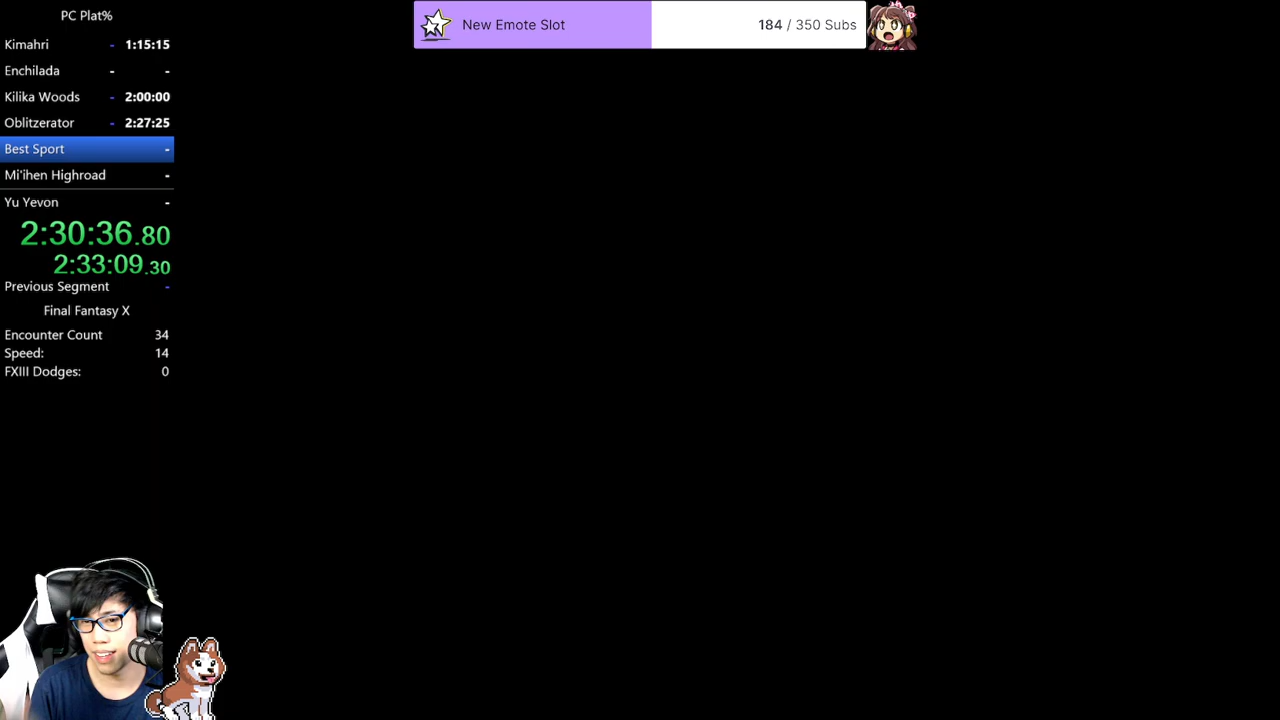 PC Plat%
Kimahri - 1:15:15
Enchilada - -
Kilika Woods - 2:00:00
Oblitzerator - 2:27:25
Best Sport -
Mi'ihen Highroad -
Yu Yevon -
2:30:36.80
2:33:09.30
Previous Segment -
Final Fantasy X
Encounter Count 34
Speed: 14
FXIII Dodges: 0
New Emote Slot 184 / 350 Subs